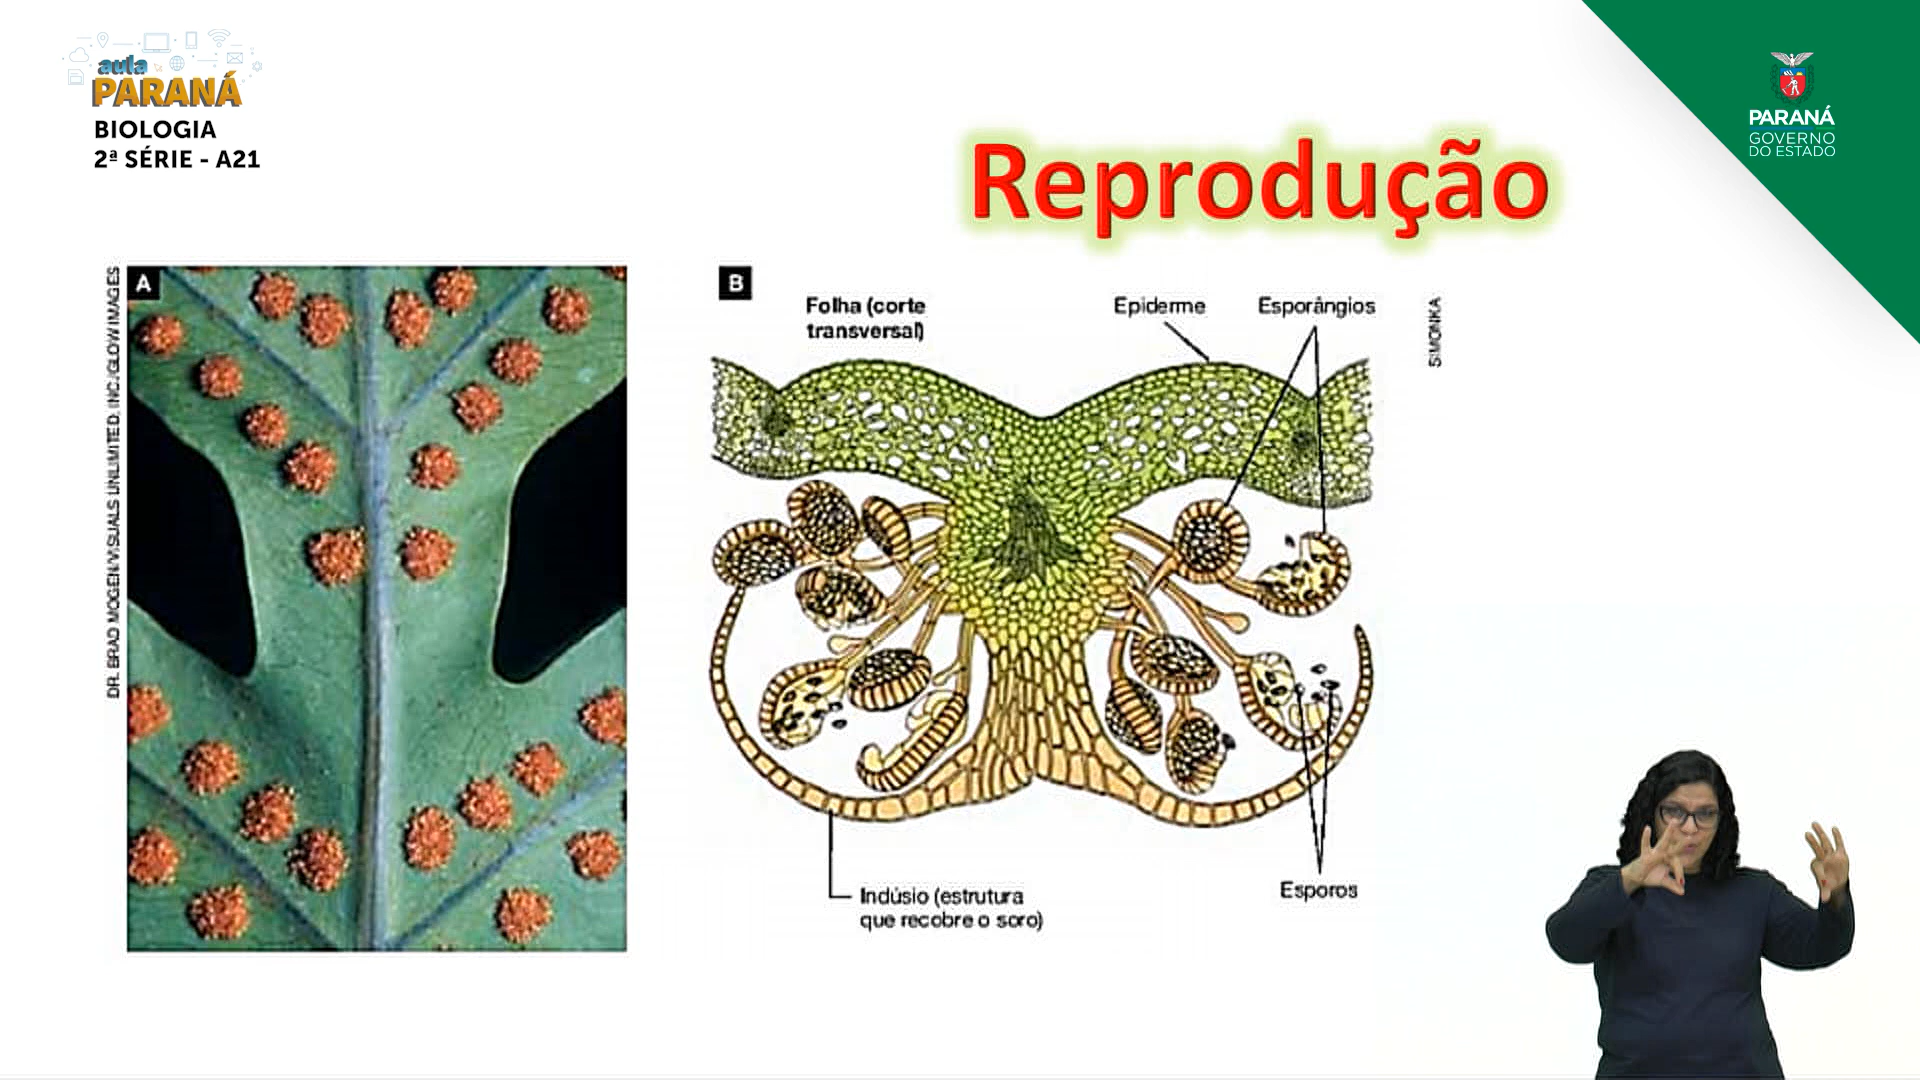 aula
PARANÁ
BIOLOGIA
2ª SÉRIE - A21
PARANÁ
GOVERNO
DO ESTADO
Reprodução
DR. BRAD MOGEN/VISUALS UNLIMITED, INC./GLOW IMAGES
A
B
Folha (corte
transversal)
Epiderme
Esporângios
SIMONKA
Indúsio (estrutura
que recobre o soro)
Esporos